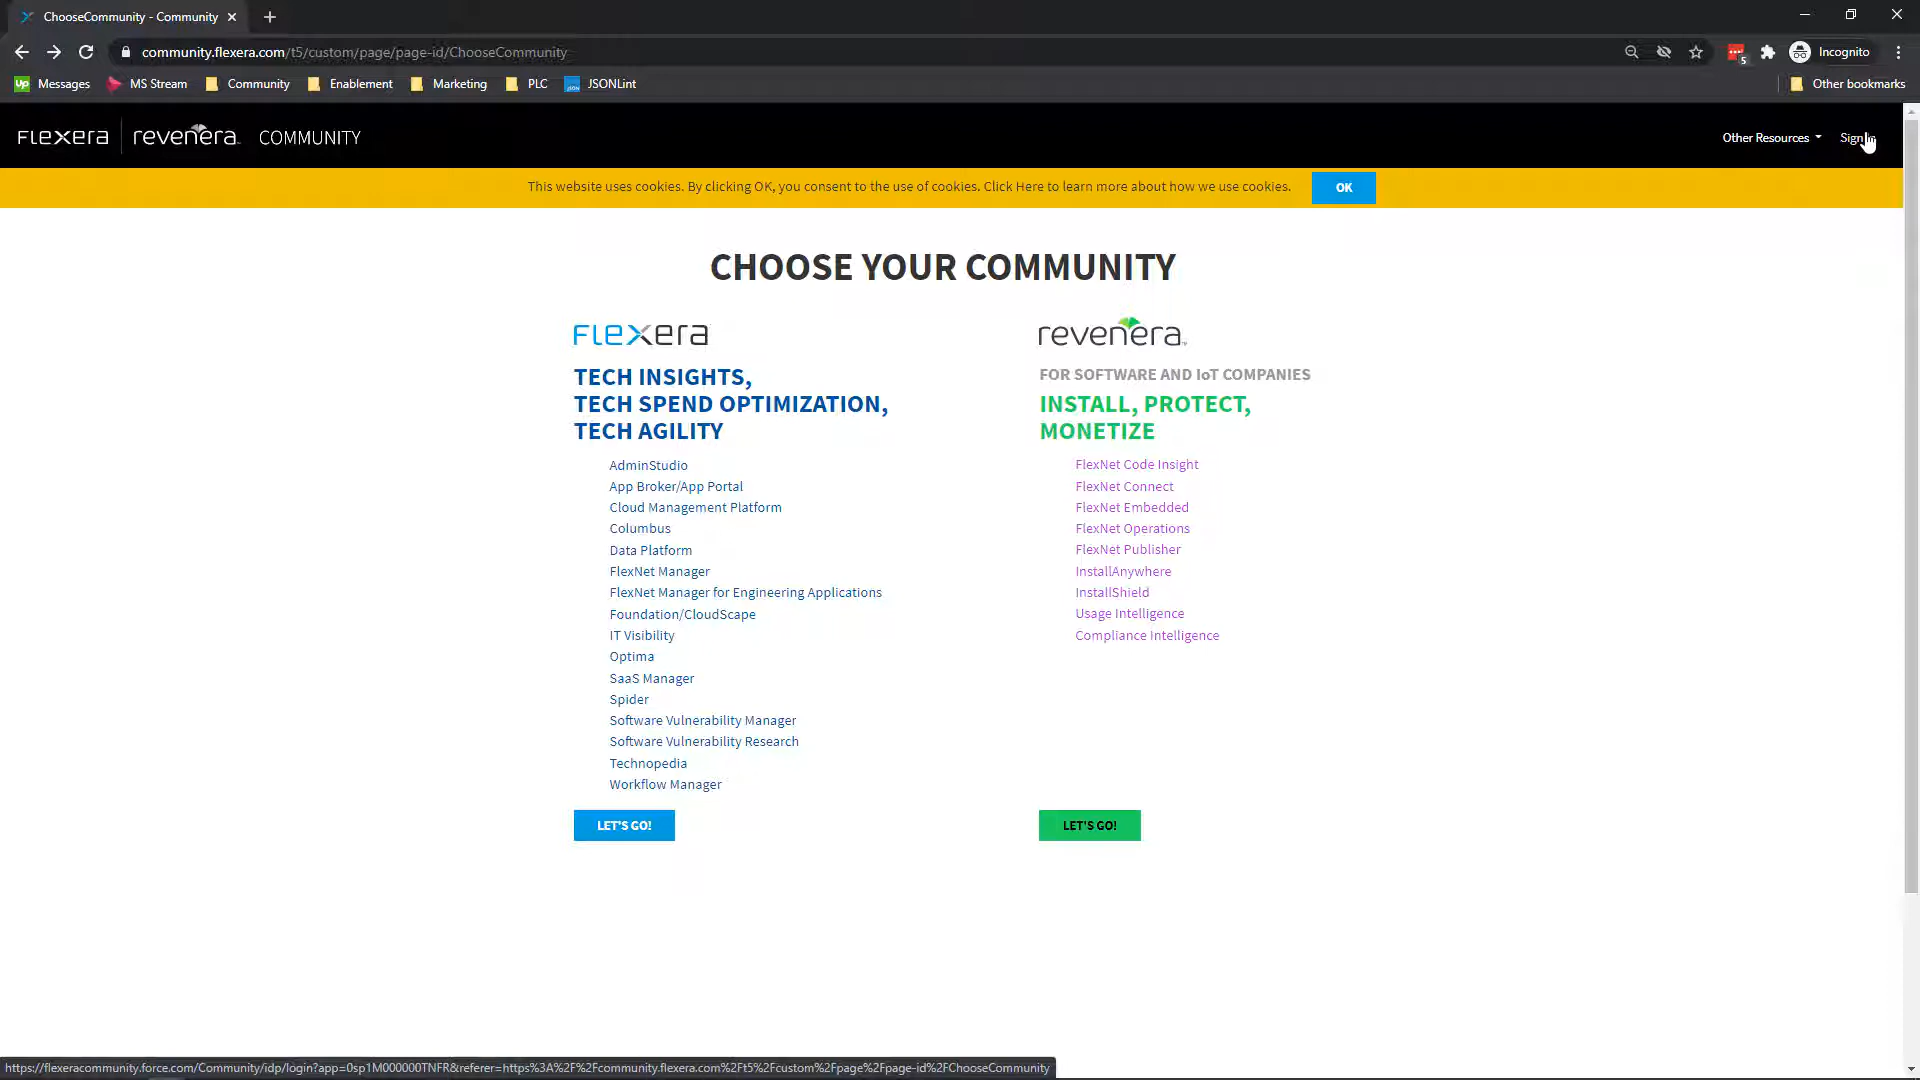 ChooseCommunity - Community
community.flexera.com/t5/custom/page/page-id/ChooseCommunity
5
Incognito
Up Messages
MS Stream
Community
Enablement
Marketing
PLC
JSONLint
Other bookmarks
FLEXERA revenera COMMUNITY
Other Resources
Sign
This website uses cookies. By clicking OK, you consent to the use of cookies. Click Here to learn more about how we use cookies.
OK
CHOOSE YOUR COMMUNITY
FLEXERA
TECH INSIGHTS,
TECH SPEND OPTIMIZATION,
TECH AGILITY
AdminStudio
App Broker/App Portal
Cloud Management Platform
Columbus
Data Platform
FlexNet Manager
FlexNet Manager for Engineering Applications
Foundation/CloudScape
IT Visibility
Optima
SaaS Manager
Spider
Software Vulnerability Manager
Software Vulnerability Research
Technopedia
Workflow Manager
LET'S GO!
revenera
FOR SOFTWARE AND IoT COMPANIES
INSTALL, PROTECT,
MONETIZE
FlexNet Code Insight
FlexNet Connect
FlexNet Embedded
FlexNet Operations
FlexNet Publisher
InstallAnywhere
InstallShield
Usage Intelligence
Compliance Intelligence
LET'S GO!
https://flexeracommunity.force.com/Community/idp/login?app=0sp1M000000TNFR&referer=https%3A%2F%2Fcommunity.flexera.com%2Ft5%2Fcustom%2Fpage%2Fpage-id%2FChooseCommunity